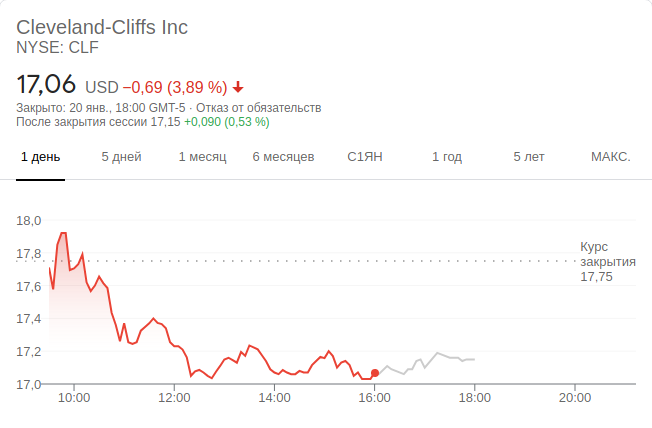 Cleveland-Cliffs Inc
NYSE: CLF
17,06 USD −0,69 (3,89 %)
Закрыто: 20 янв., 18:00 GMT-5 · Отказ от обязательств
После закрытия сессии 17,15 +0,090 (0,53 %)
1 день 5 дней 1 месяц 6 месяцев С1ЯН 1 год 5 лет МАКС.
18,0
17,8
17,6
17,4
17,2
17,0
Курс
закрытия
17,75
10:00 12:00 14:00 16:00 18:00 20:00